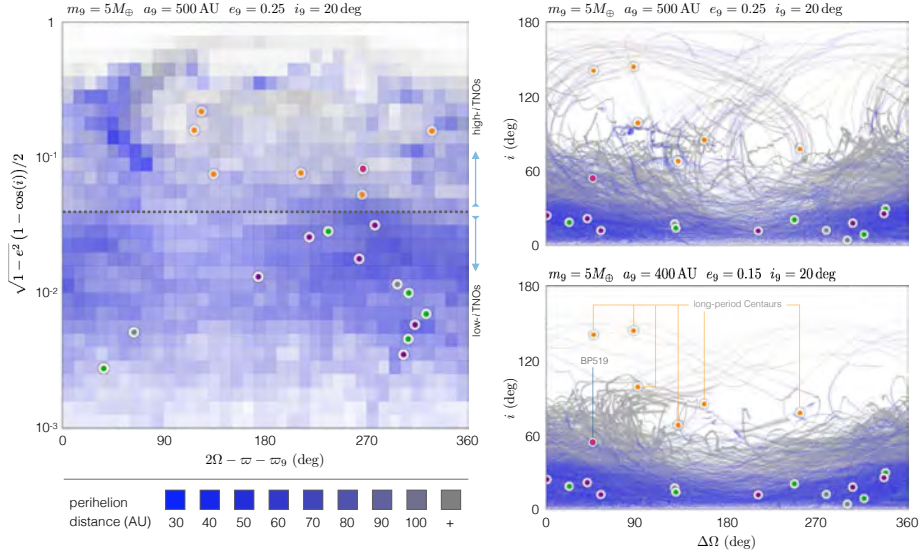 m₉ = 5M⊕ a₉ = 500 AU e₉ = 0.25 i₉ = 20 deg
1
10⁻¹
10⁻²
10⁻³
√1 − e² (1 − cos(i))/2
high-i TNOs
low-i TNOs
0 90 180 270 360
2Ω − ϖ − ϖ₉ (deg)
perihelion
distance (AU)
30 40 50 60 70 80 90 100 +
m₉ = 5M⊕ a₉ = 500 AU e₉ = 0.25 i₉ = 20 deg
180
120
60
0
i (deg)
m₉ = 5M⊕ a₉ = 400 AU e₉ = 0.15 i₉ = 20 deg
180
120
60
0
i (deg)
long-period Centaurs
BP519
0 90 180 270 360
ΔΩ (deg)